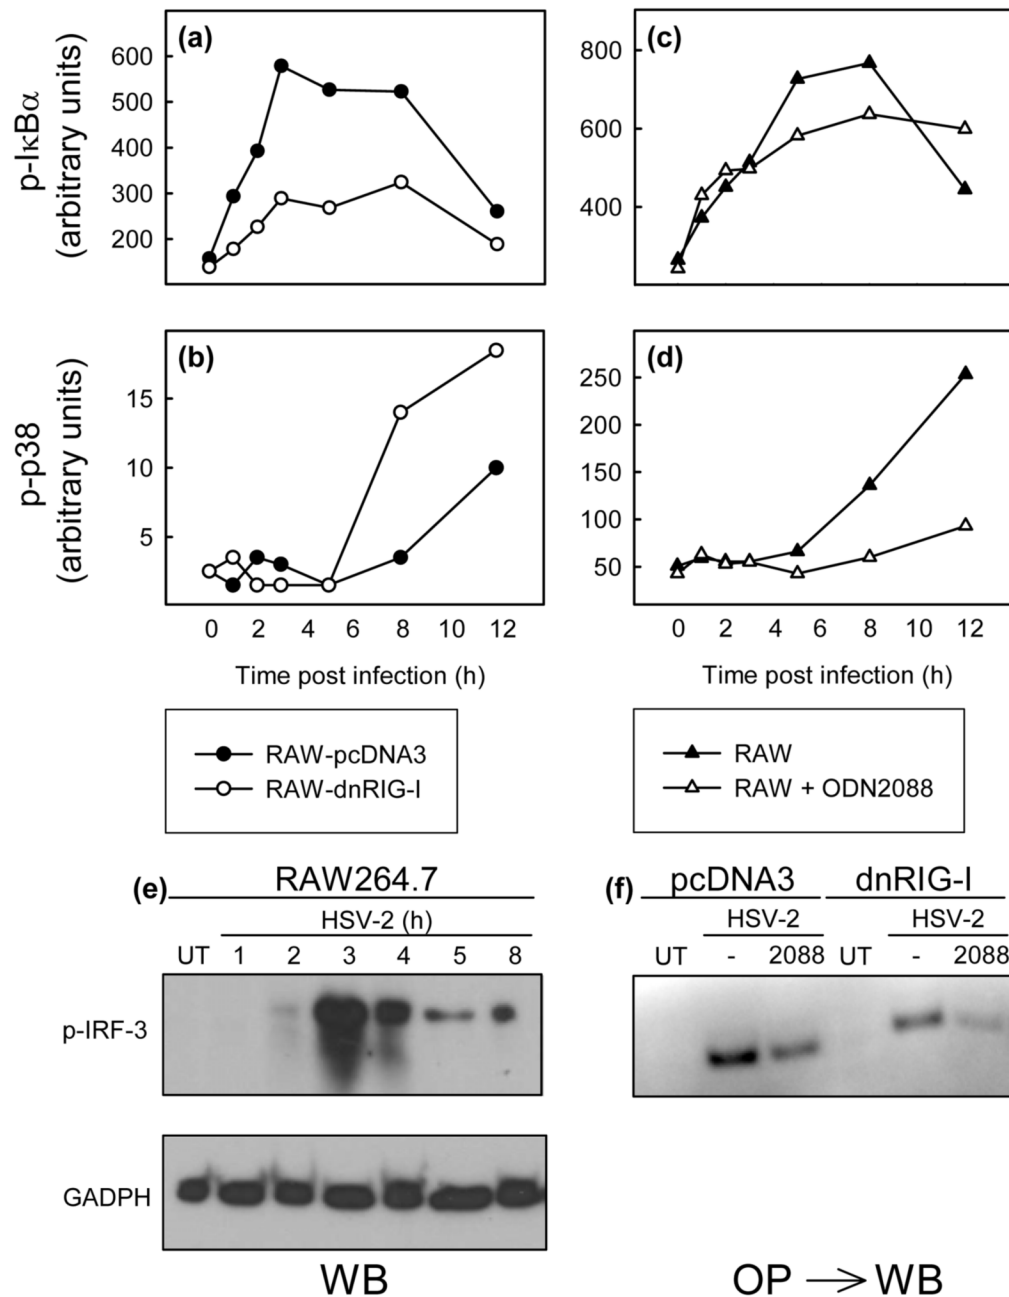 (a)
p-IκBα
(arbitrary units)
600
500
400
300
200
(c)
800
600
400
(b)
p-p38
(arbitrary units)
15
10
5
0 2 4 6 8 10 12
Time post infection (h)
(d)
250
200
150
100
50
0 2 4 6 8 10 12
Time post infection (h)
RAW-pcDNA3
RAW-dnRIG-I
RAW
RAW + ODN2088
(e)
RAW264.7
HSV-2 (h)
UT 1 2 3 4 5 8
p-IRF-3
GADPH
WB
(f)
pcDNA3 dnRIG-I
HSV-2 HSV-2
UT - 2088 UT - 2088
OP → WB